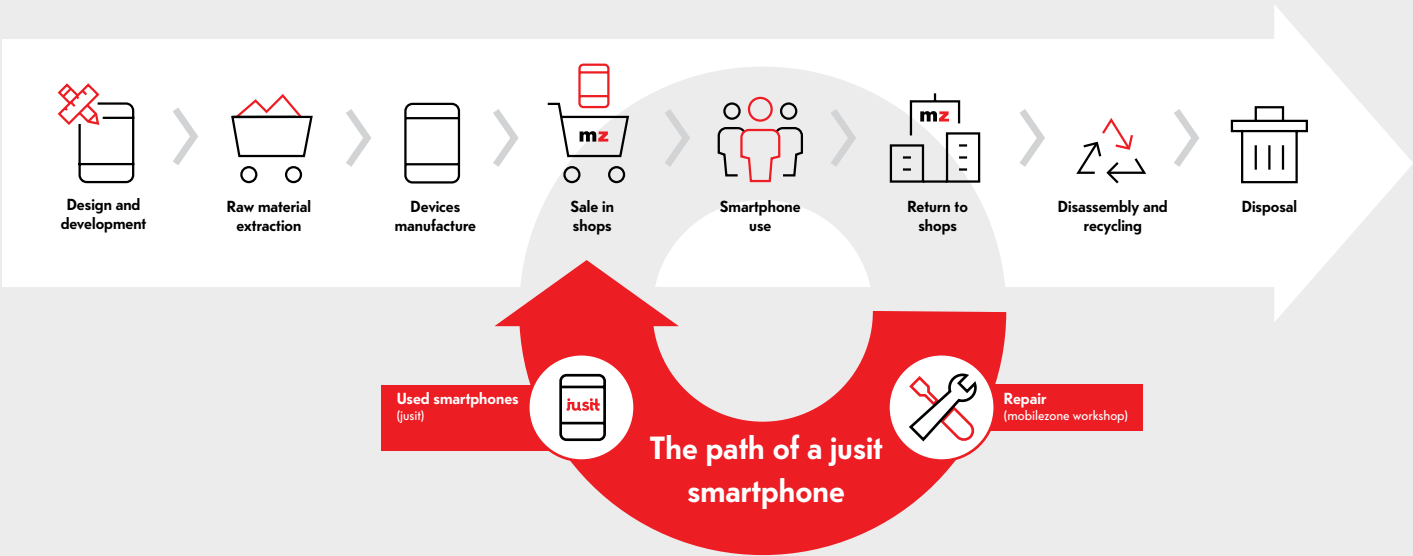 mz
mz
Design and
development
Raw material
extraction
Devices
manufacture
Sale in
shops
Smartphone
use
Return to
shops
Disassembly and
recycling
Disposal
Used smartphones
(jusit)
jusit
Repair
(mobilezone workshop)
The path of a jusit
smartphone